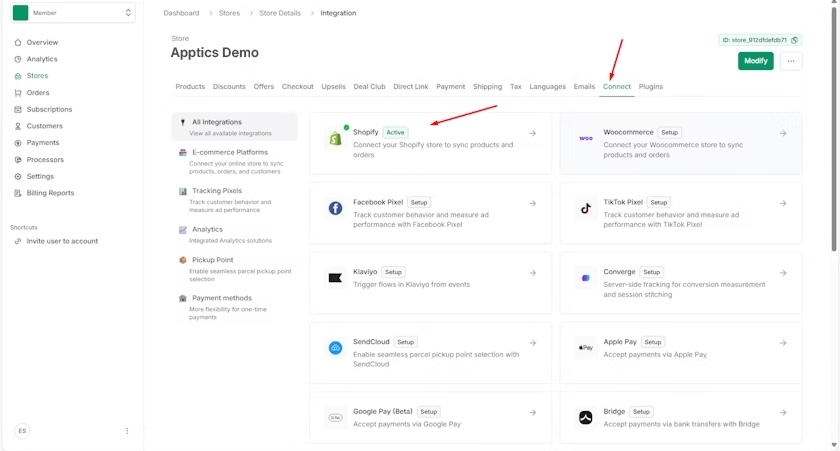 Member
Dashboard > Stores > Store Details > Integration
Overview
Analytics
Stores
Orders
Subscriptions
Customers
Payments
Processors
Settings
Billing Reports
Shortcuts
Invite user to account
ES
Store
Apptics Demo
ID: store_912dfdefdb71
Modify
Products Discounts Offers Checkout Upsells Deal Club Direct Link Payment Shipping Tax Languages Emails Connect Plugins
All Integrations
View all available integrations
E-commerce Platforms
Connect your online store to sync
products, orders, and customers
Tracking Pixels
Track customer behavior and
measure ad performance
Analytics
Integrated Analytics solutions
Pickup Point
Enable seamless parcel pickup point
selection
Payment methods
More flexibility for one-time
payments
Shopify Active
Connect your Shopify store to sync products and
orders
woo
Woocommerce Setup
Connect your Woocommerce store to sync
products and orders
Facebook Pixel Setup
Track customer behavior and measure ad
performance with Facebook Pixel
TikTok Pixel Setup
Track customer behavior and measure ad
performance with TikTok Pixel
Klaviyo Setup
Trigger flows in Klaviyo from events
Converge Setup
Server-side tracking for conversion measurement
and session stitching
SendCloud Setup
Enable seamless parcel pickup point selection with
SendCloud
Pay
Apple Pay Setup
Accept payments via Apple Pay
G Pay
Google Pay (Beta) Setup
Accept payments via Google Pay
Bridge Setup
Accept payments via bank transfers with Bridge